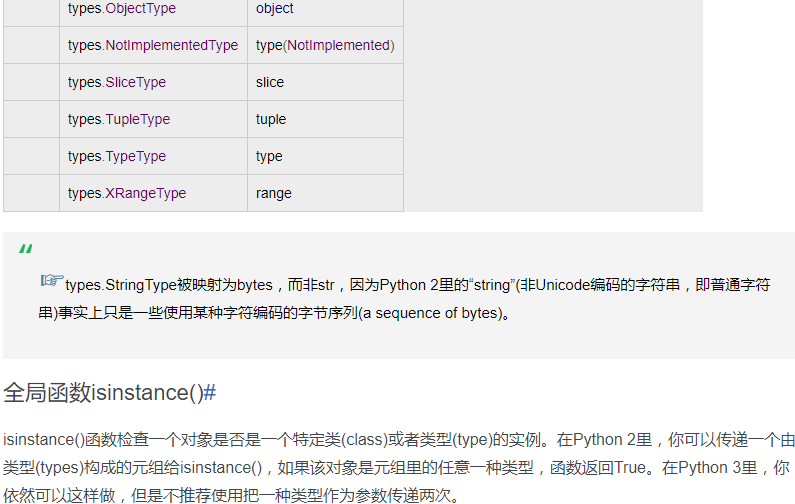 types.ObjectType object
types.NotImplementedType type(NotImplemented)
types.SliceType slice
types.TupleType tuple
types.TypeType type
types.XRangeType range
“
☞types.StringType被映射为bytes，而非str，因为Python 2里的“string”(非Unicode编码的字符串，即普通字符
串)事实上只是一些使用某种字符编码的字节序列(a sequence of bytes)。
全局函数isinstance()#
isinstance()函数检查一个对象是否是一个特定类(class)或者类型(type)的实例。在Python 2里，你可以传递一个由
类型(types)构成的元组给isinstance()，如果该对象是元组里的任意一种类型，函数返回True。在Python 3里，你
依然可以这样做，但是不推荐使用把一种类型作为参数传递两次。